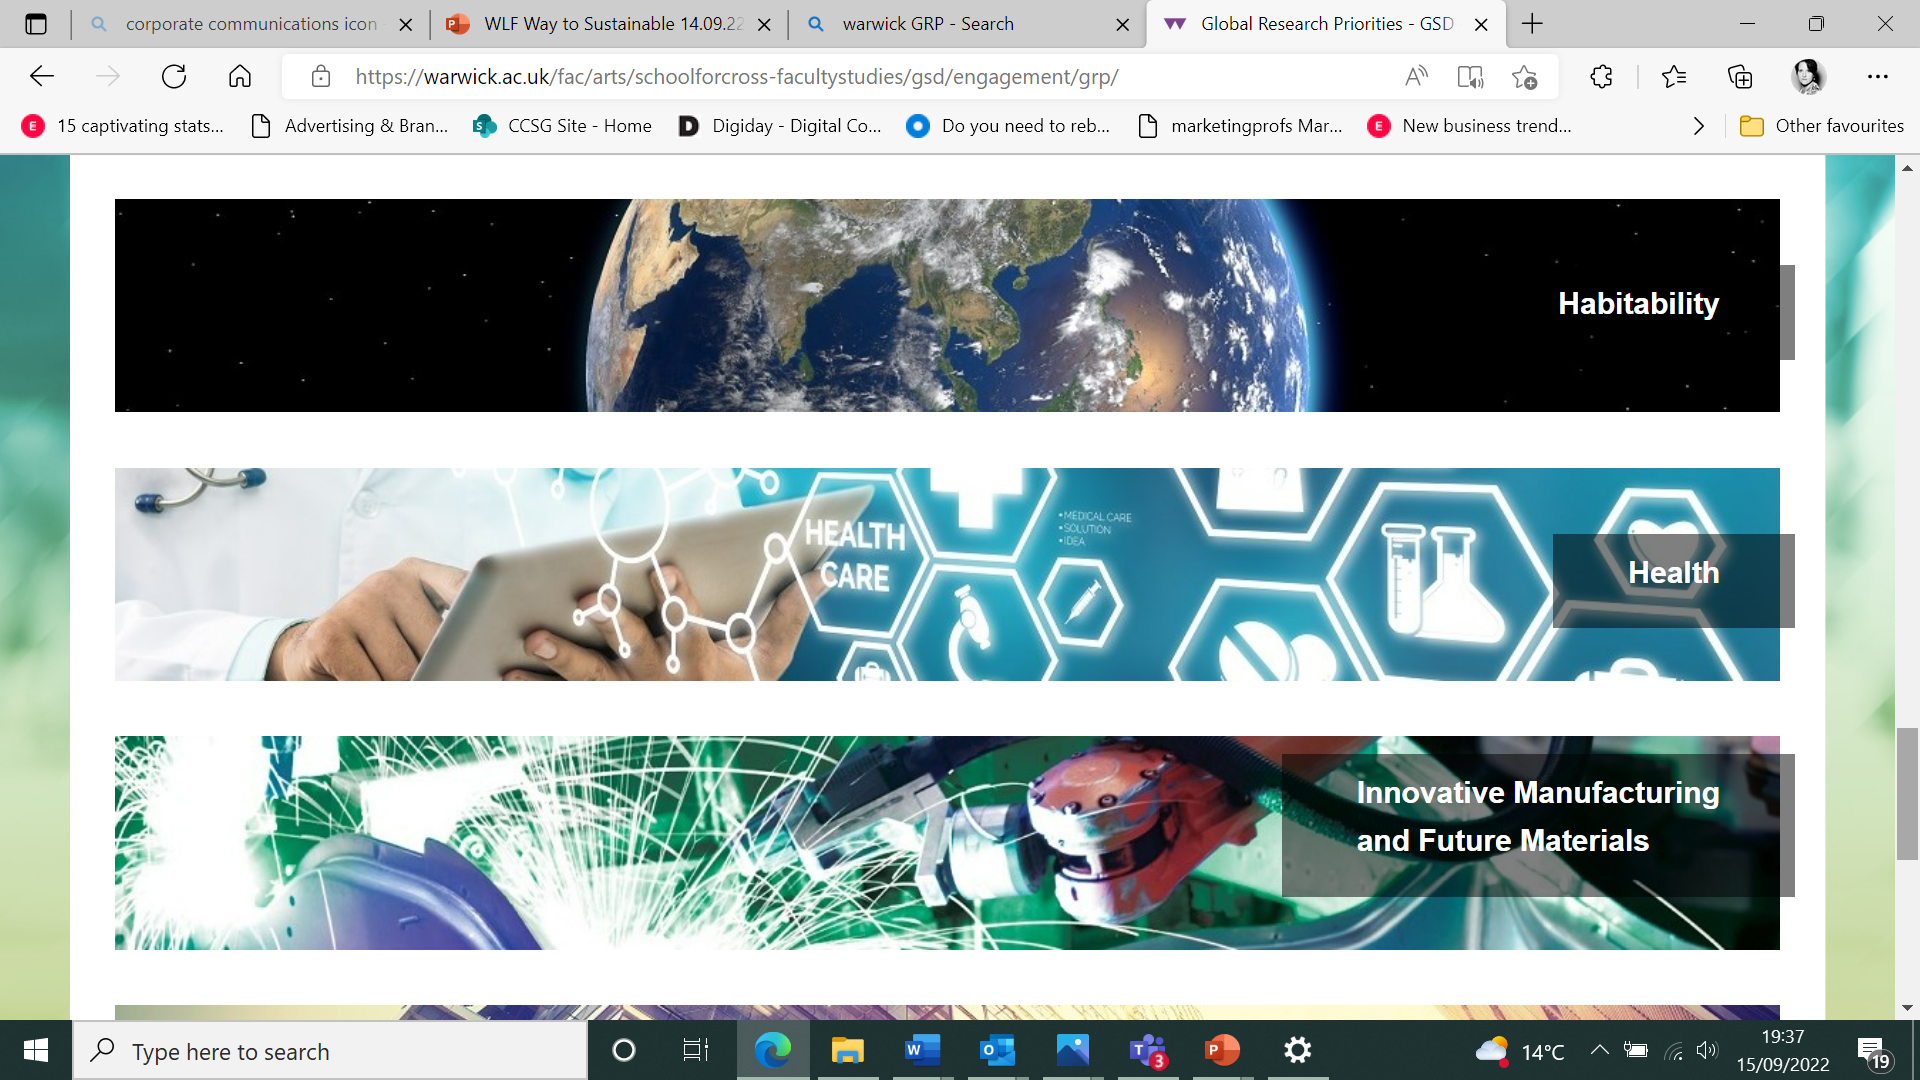 corporate communications icon
WLF Way to Sustainable 14.09.22
warwick GRP - Search
Global Research Priorities - GSD
https://warwick.ac.uk/fac/arts/schoolforcross-facultystudies/gsd/engagement/grp/
15 captivating stats...
Advertising & Bran...
CCSG Site - Home
Digiday - Digital Co...
Do you need to reb...
marketingprofs Mar...
New business trend...
Other favourites
Habitability
HEALTH
CARE
•MEDICAL CARE
•SOLUTION
•IDEA
Health
Innovative Manufacturing
and Future Materials
Type here to search
3
14°C
19:37
15/09/2022
19